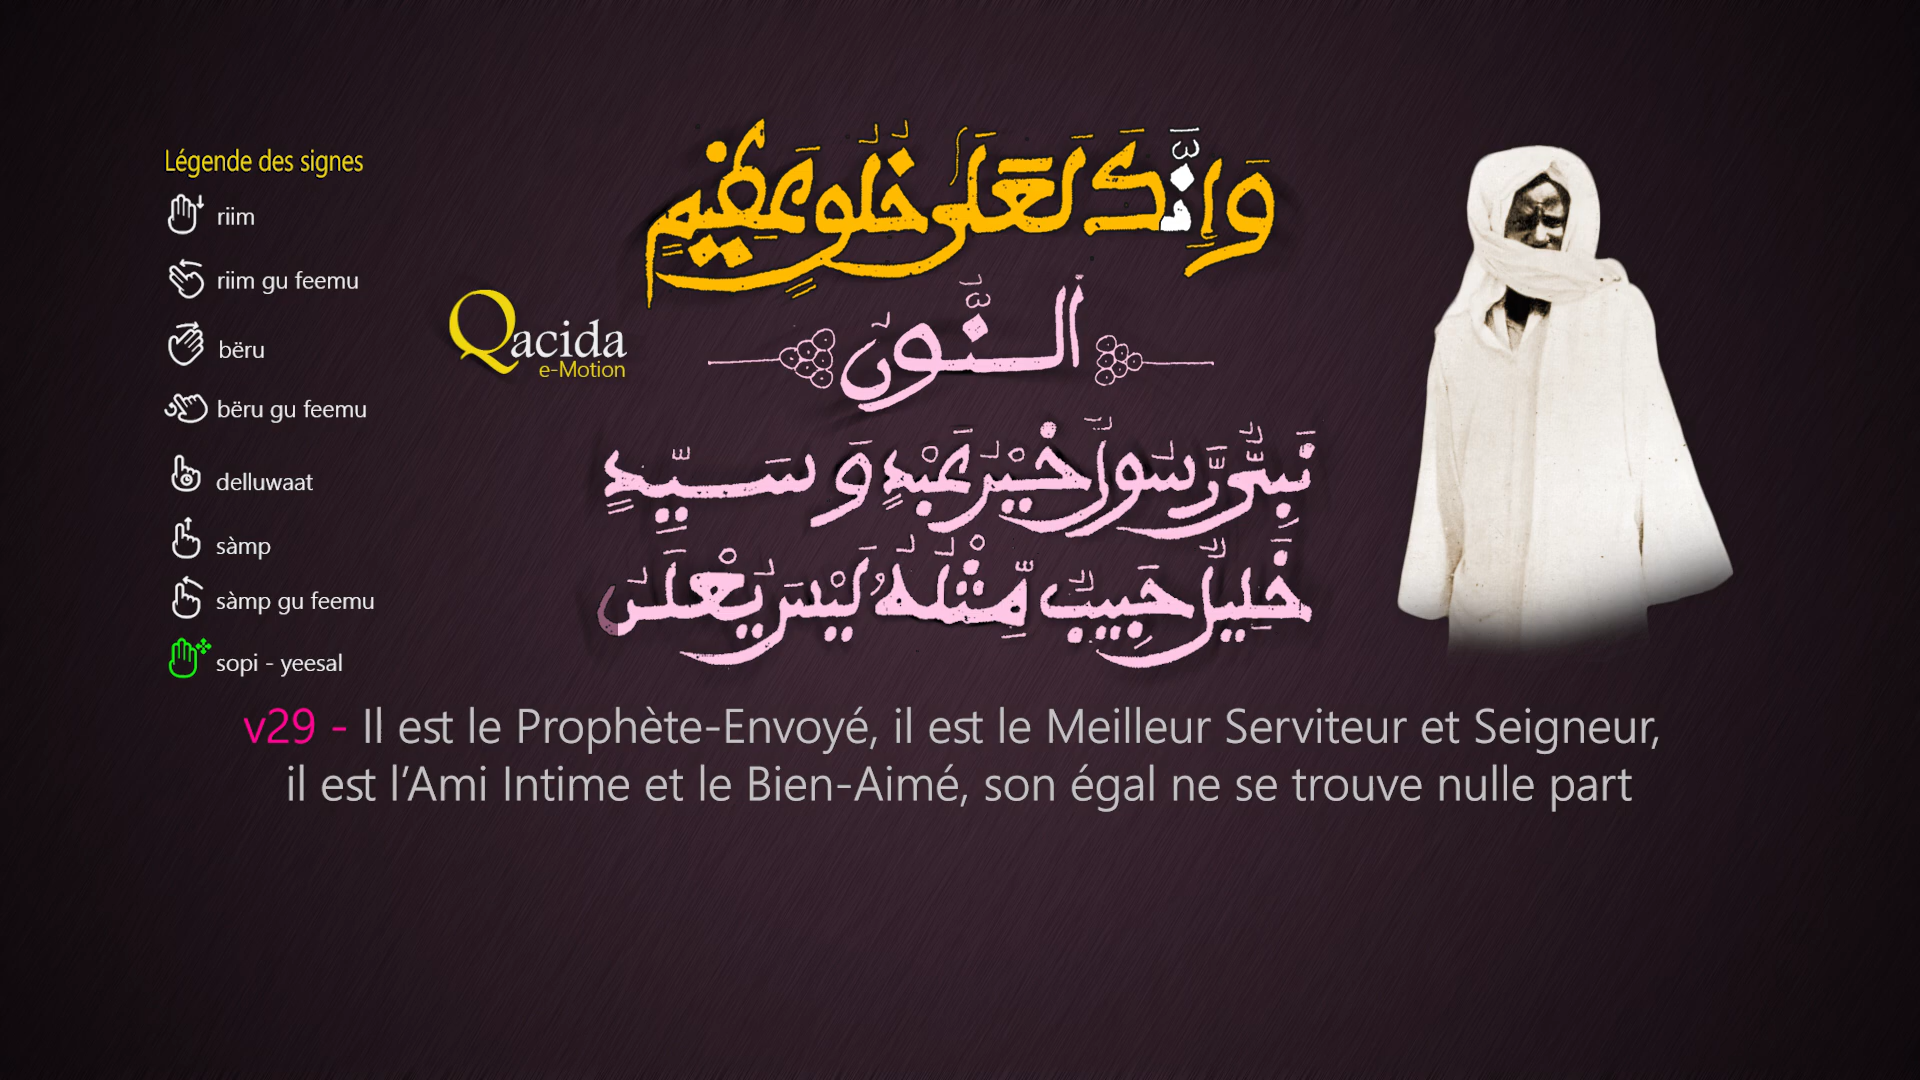 Légende des signes
riim
riim gu feemu
bëru
bëru gu feemu
delluwaat
sàmp
sàmp gu feemu
sopi - yeesal
Qacida
e-Motion
وَإِنَّكَ لَعَلَىٰ خُلُقٍ عَظِيمٍ
النُّونُ
نَبِيٌّ رَّسُولٌ خَيْرُ عَبْدٍ وَسَيِّدٍ
خَلِيلٌ حَبِيبٌ مِّثْلُهُ لَيْسَ يُعْلَنُ
v29 - Il est le Prophète-Envoyé, il est le Meilleur Serviteur et Seigneur,
il est l’Ami Intime et le Bien-Aimé, son égal ne se trouve nulle part